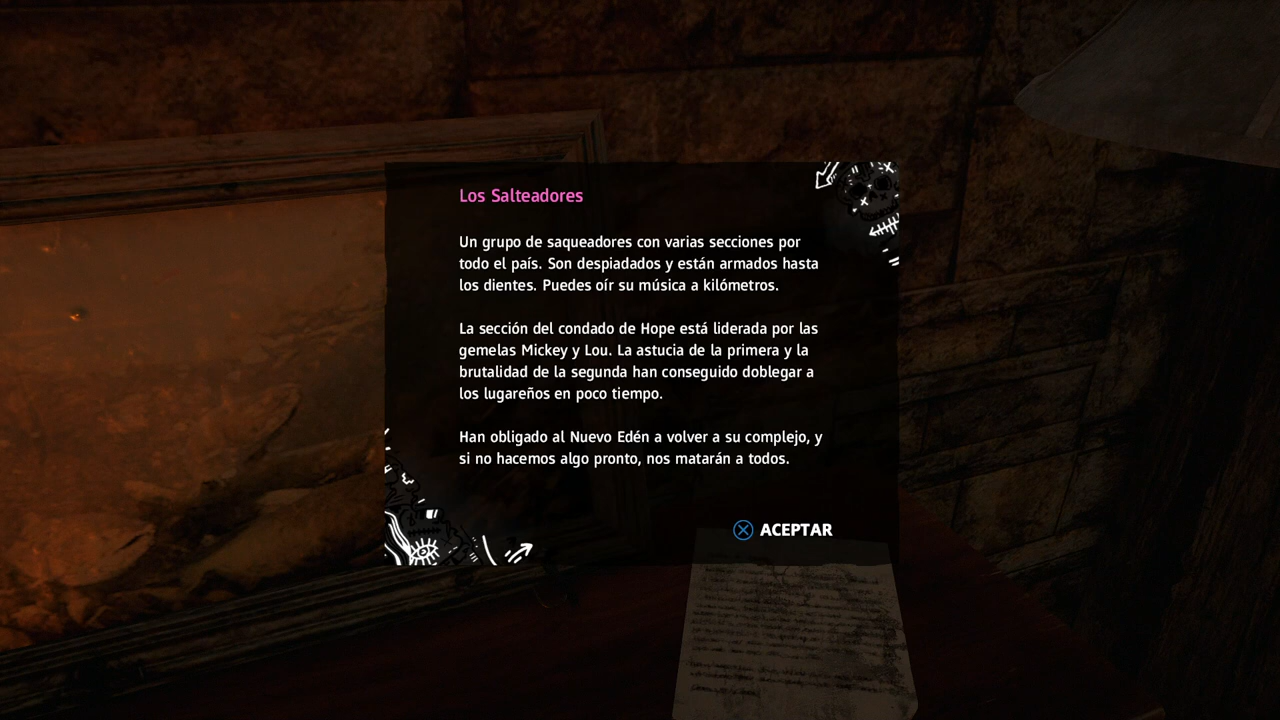 Los Salteadores
Un grupo de saqueadores con varias secciones por
todo el país. Son despiadados y están armados hasta
los dientes. Puedes oír su música a kilómetros.
La sección del condado de Hope está liderada por las
gemelas Mickey y Lou. La astucia de la primera y la
brutalidad de la segunda han conseguido doblegar a
los lugareños en poco tiempo.
Han obligado al Nuevo Edén a volver a su complejo, y
si no hacemos algo pronto, nos matarán a todos.
ACEPTAR